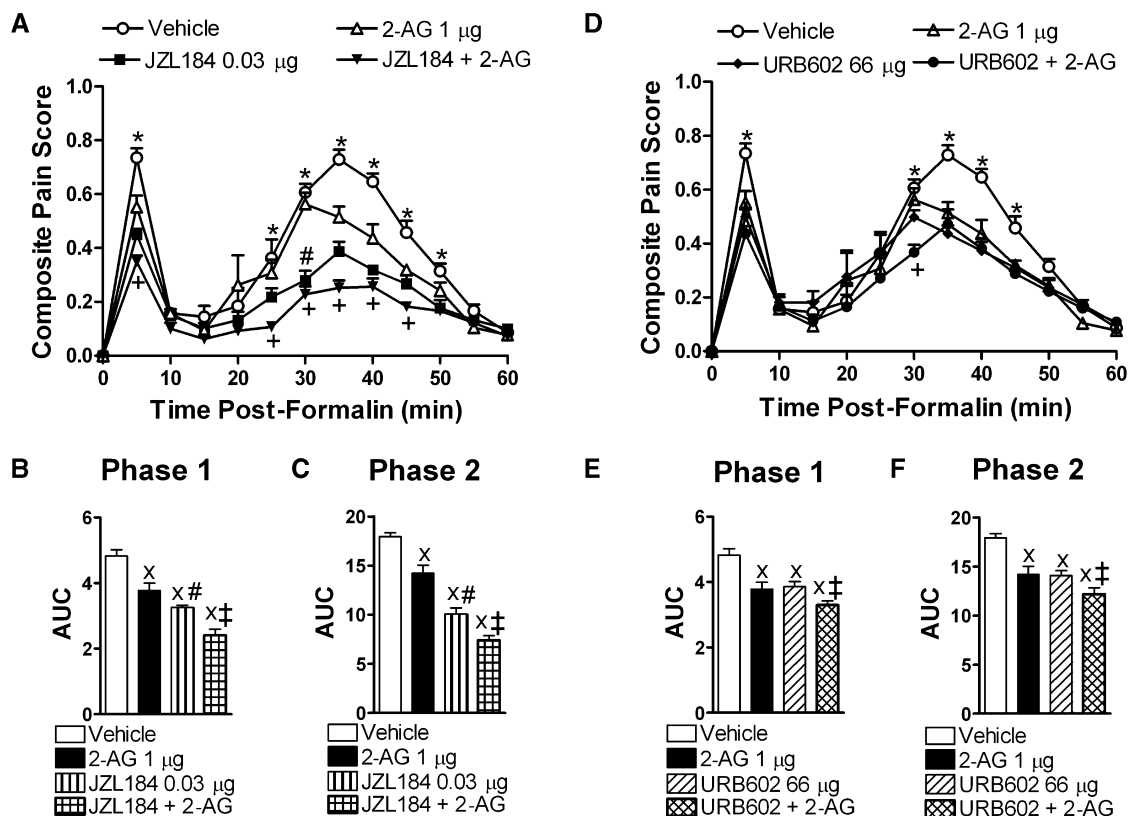 A
Vehicle 2-AG 1 μg
JZL184 0.03 μg JZL184 + 2-AG
Composite Pain Score
1.0
0.8
0.6
0.4
0.2
0.0
* * * * * * *
#
+ + + + + +
0 10 20 30 40 50 60
Time Post-Formalin (min)
D
Vehicle 2-AG 1 μg
URB602 66 μg URB602 + 2-AG
Composite Pain Score
1.0
0.8
0.6
0.4
0.2
0.0
* * * * *
+
0 10 20 30 40 50 60
Time Post-Formalin (min)
B
Phase 1
AUC
6
4
2
0
x x# x‡
Vehicle
2-AG 1 μg
JZL184 0.03 μg
JZL184 + 2-AG
C
Phase 2
AUC
20
15
10
5
0
x x# x‡
Vehicle
2-AG 1 μg
JZL184 0.03 μg
JZL184 + 2-AG
E
Phase 1
AUC
6
4
2
0
x x x‡
Vehicle
2-AG 1 μg
URB602 66 μg
URB602 + 2-AG
F
Phase 2
AUC
20
15
10
5
0
x x x‡
Vehicle
2-AG 1 μg
URB602 66 μg
URB602 + 2-AG